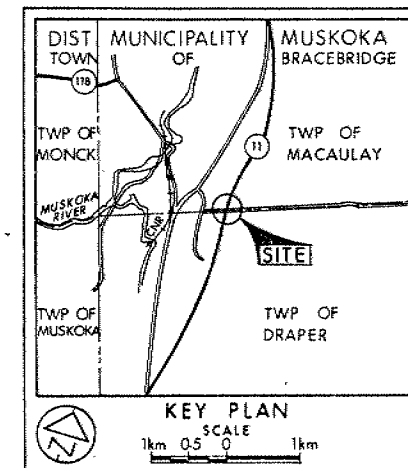 DIST MUNICIPALITY MUSKOKA
TOWN OF BRACEBRIDGE
118
11
TWP OF
MONCK
TWP OF
MACAULAY
MUSKOKA
RIVER
CNR
SITE
TWP OF
MUSKOKA
TWP OF
DRAPER
N
KEY PLAN
SCALE
1km 0·5 0 1km